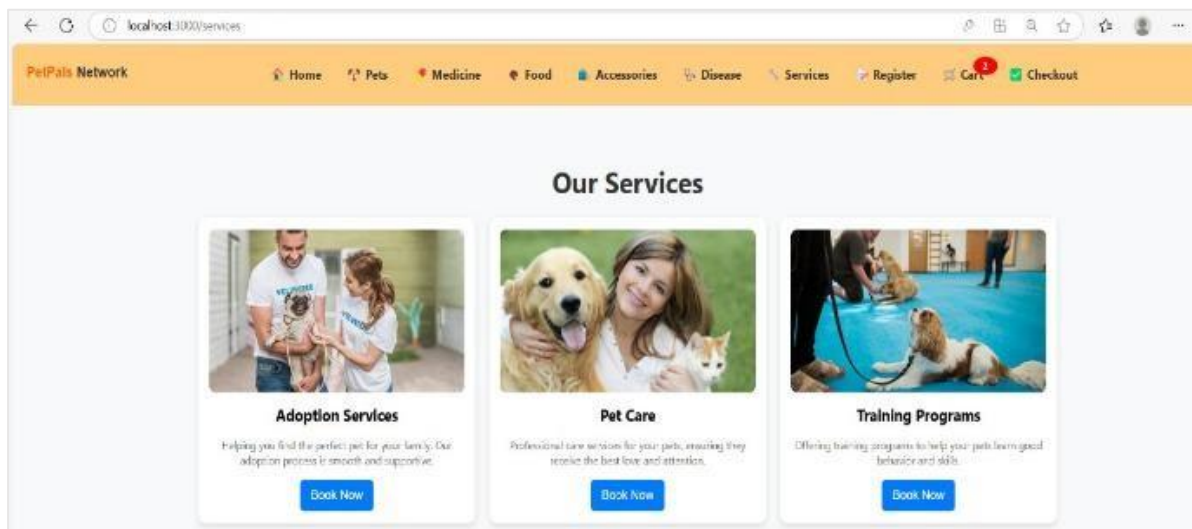 localhost:3000/services
PetPals Network
Home Pets Medicine Food Accessories Disease Services Register Cart Checkout
Our Services
Adoption Services
Helping you find the perfect pet for your family. Our
adoption process is smooth and supportive.
Book Now
Pet Care
Professional care services for your pets, ensuring they
receive the best love and attention.
Book Now
Training Programs
Offering training programs to help your pets learn good
behavior and skills.
Book Now